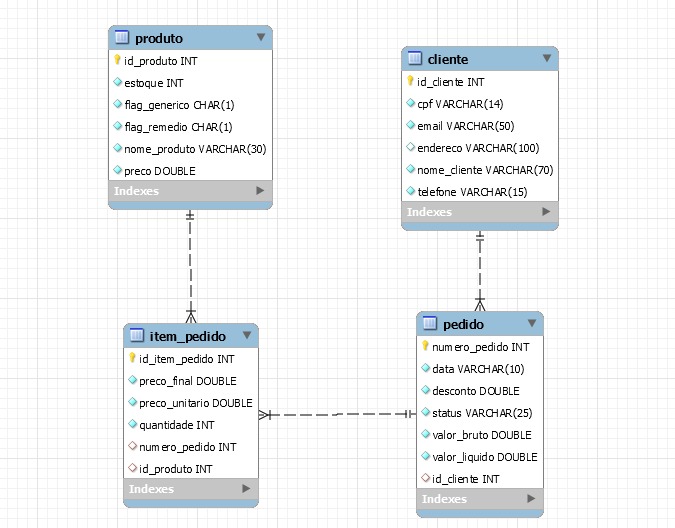 produto
id_produto INT
estoque INT
flag_generico CHAR(1)
flag_remedio CHAR(1)
nome_produto VARCHAR(30)
preco DOUBLE
Indexes
cliente
id_cliente INT
cpf VARCHAR(14)
email VARCHAR(50)
endereco VARCHAR(100)
nome_cliente VARCHAR(70)
telefone VARCHAR(15)
Indexes
item_pedido
id_item_pedido INT
preco_final DOUBLE
preco_unitario DOUBLE
quantidade INT
numero_pedido INT
id_produto INT
Indexes
pedido
numero_pedido INT
data VARCHAR(10)
desconto DOUBLE
status VARCHAR(25)
valor_bruto DOUBLE
valor_liquido DOUBLE
id_cliente INT
Indexes